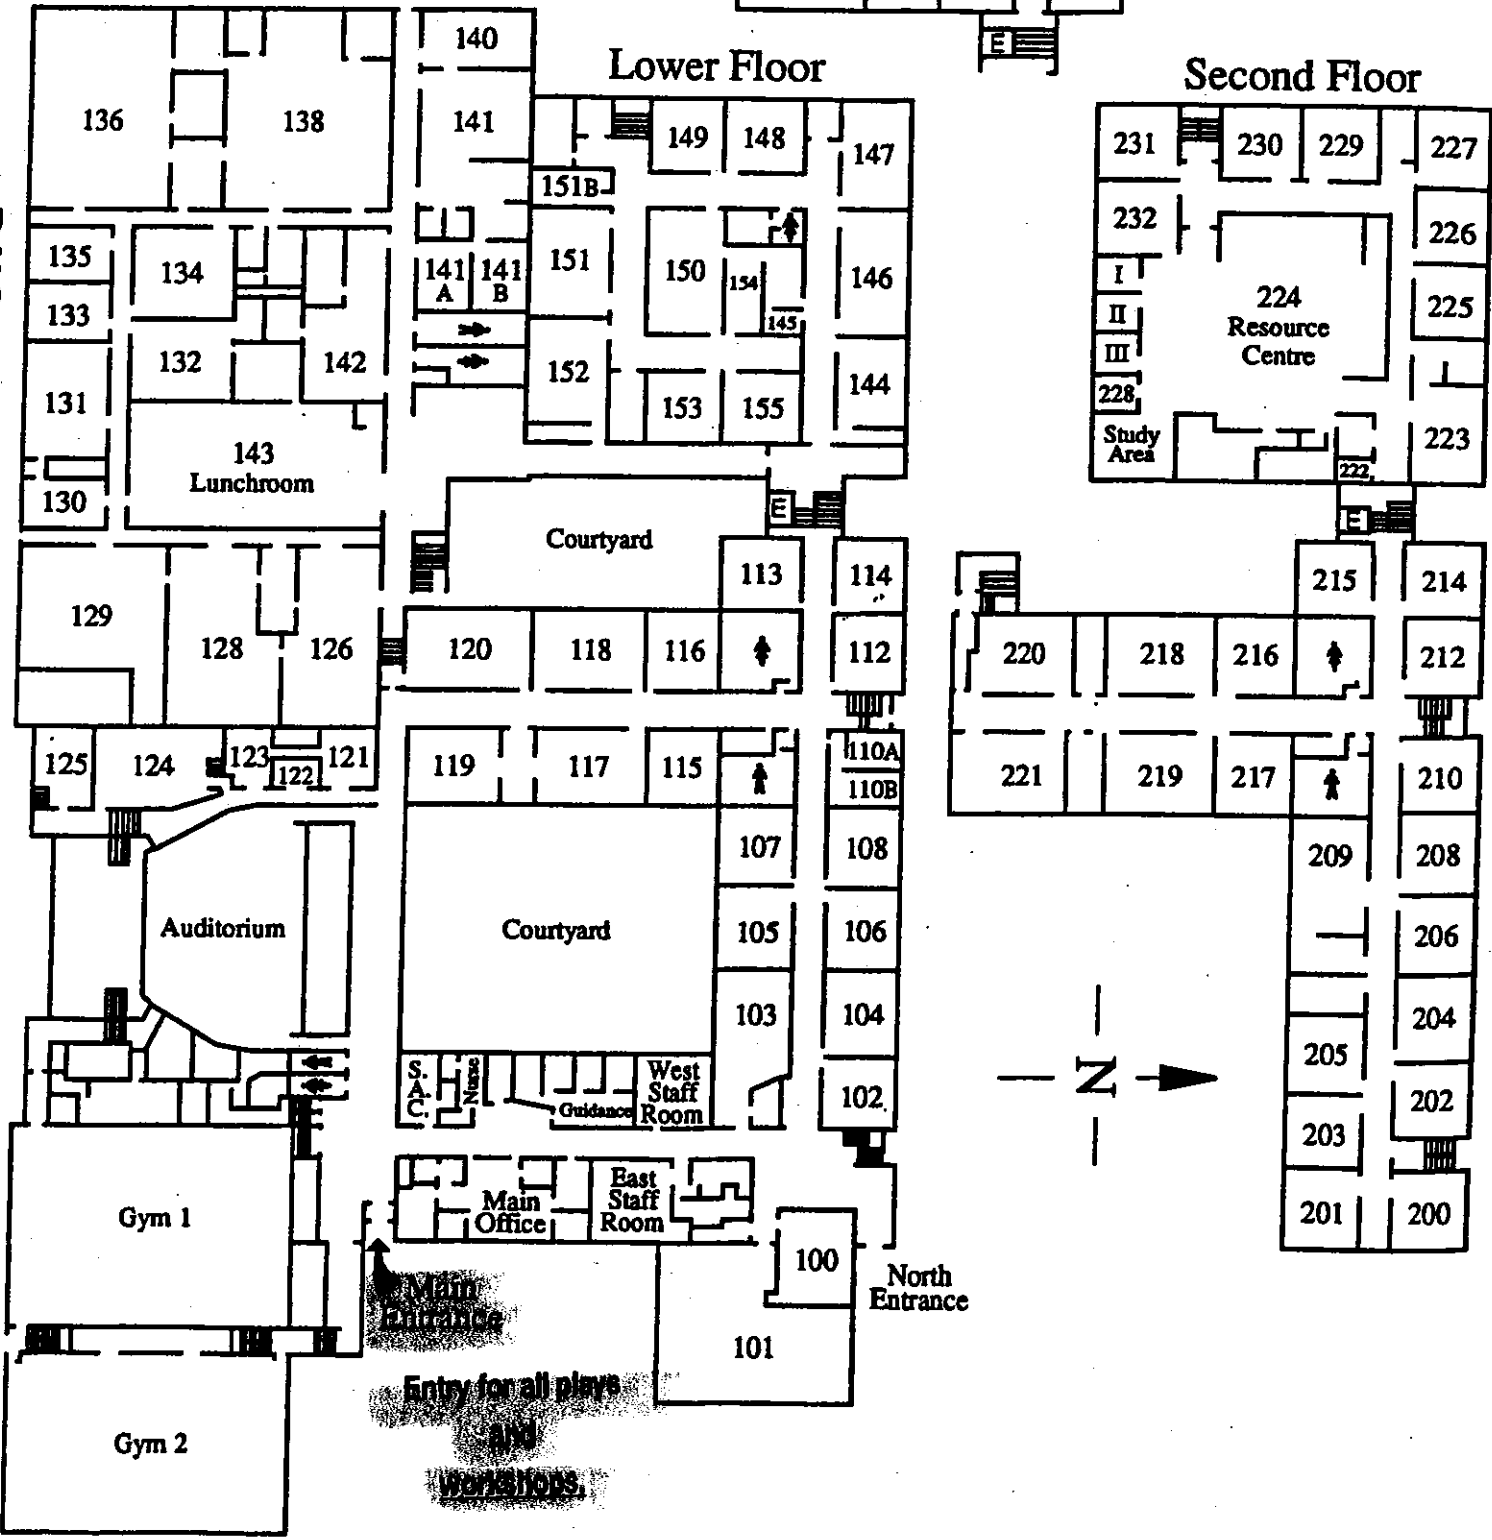 E
Lower Floor
Second Floor
140
136
138
141
149
148
147
151B
135
134
141
A
141
B
151
150
154
146
133
145
132
142
152
144
131
153
155
143
Lunchroom
130
E
Courtyard
113
114
129
128
126
120
118
116
112
125
124
123
122
121
119
117
115
110A
110B
107
108
Auditorium
Courtyard
105
106
103
104
S.
A.
C.
Nurse
Guidance
West
Staff
Room
102
Gym 1
Main
Office
East
Staff
Room
100
North
Entrance
Main
Entrance
101
Entry for all plays
and
workshops.
Gym 2
231
230
229
227
232
226
I
II
III
224
Resource
Centre
225
228
Study
Area
223
222
E
215
214
220
218
216
212
221
219
217
210
209
208
206
204
205
202
203
201
200
N